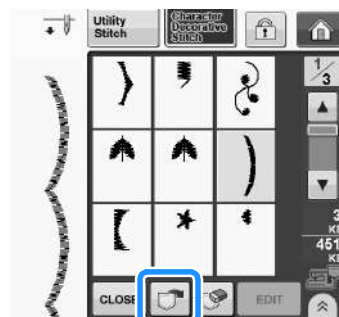 Utility
Stitch
Character
Decorative
Stitch
1/3
3
451
CLOSE
EDIT